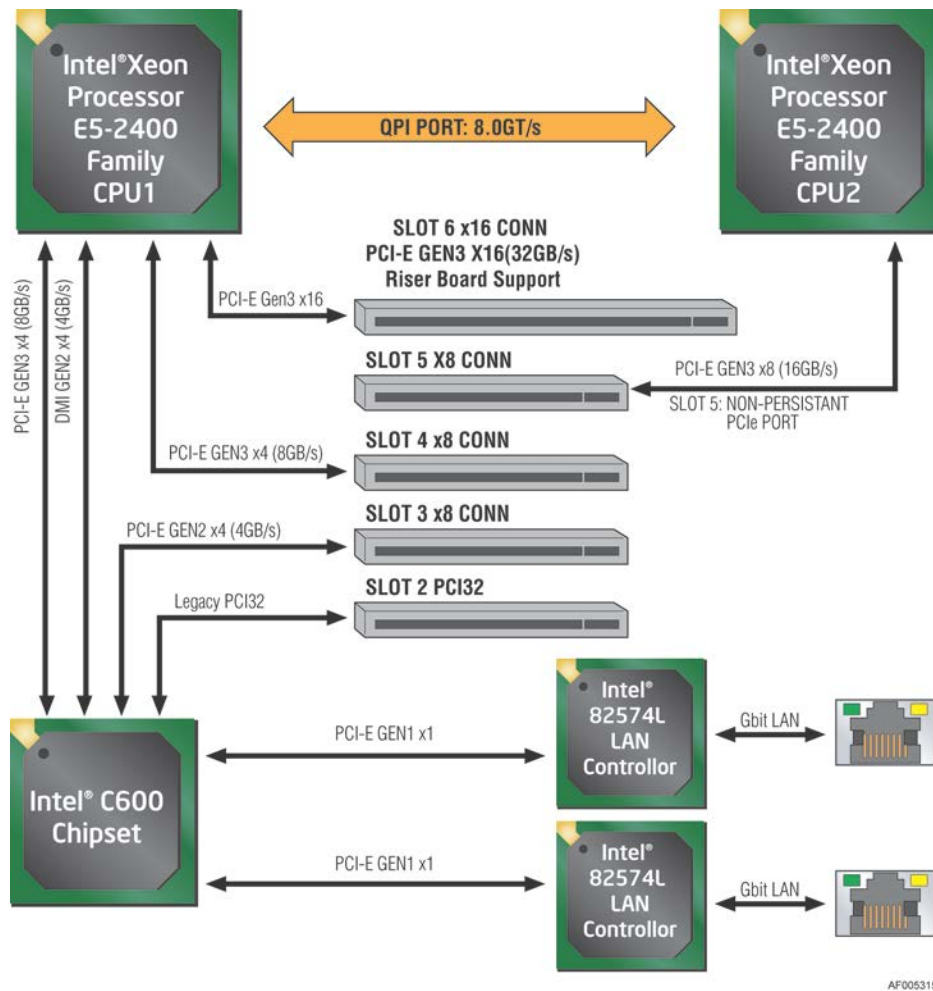 Intel®Xeon
Processor
E5-2400
Family
CPU1
QPI PORT: 8.0GT/s
Intel®Xeon
Processor
E5-2400
Family
CPU2
SLOT 6 x16 CONN
PCI-E GEN3 X16(32GB/s)
Riser Board Support
PCI-E GEN3 x4 (8GB/s)
DMI GEN2 x4 (4GB/s)
PCI-E Gen3 x16
SLOT 5 X8 CONN
PCI-E GEN3 x8 (16GB/s)
SLOT 5: NON-PERSISTANT
PCIe PORT
SLOT 4 x8 CONN
PCI-E GEN3 x4 (8GB/s)
SLOT 3 x8 CONN
PCI-E GEN2 x4 (4GB/s)
SLOT 2 PCI32
Legacy PCI32
Intel® C600
Chipset
PCI-E GEN1 x1
Intel®
82574L
LAN
Controllor
Gbit LAN
PCI-E GEN1 x1
Intel®
82574L
LAN
Controllor
Gbit LAN
AF005315